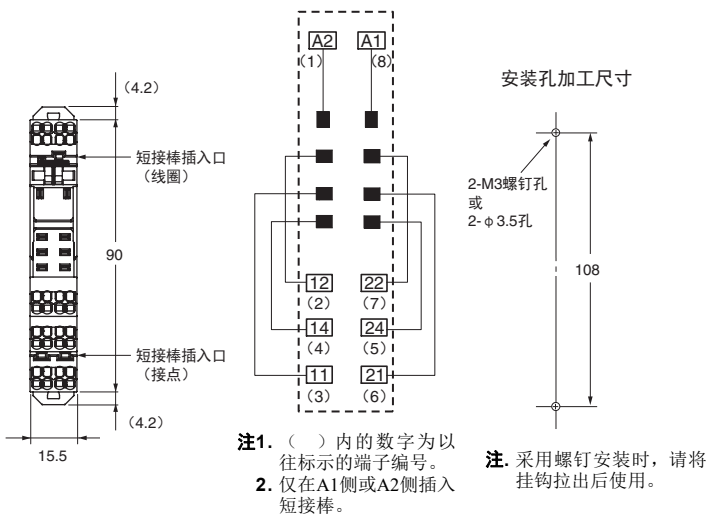 (4.2)
短接棒插入口
(线圈)
90
短接棒插入口
(接点)
(4.2)
15.5
A2 A1
(1) (8)
12 22
(2) (7)
14 24
(4) (5)
11 21
(3) (6)
注1. ( )内的数字为以
往标示的端子编号。
2. 仅在A1侧或A2侧插入
短接棒。
安装孔加工尺寸
2-M3螺钉孔
或
2-φ3.5孔
108
注. 采用螺钉安装时，请将
挂钩拉出后使用。